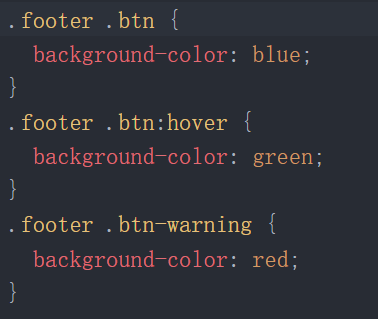 .footer .btn {
  background-color: blue;
}
.footer .btn:hover {
  background-color: green;
}
.footer .btn-warning {
  background-color: red;
}